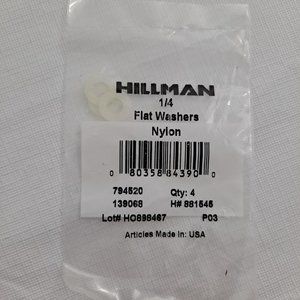 HILLMAN
1/4
Flat Washers
Nylon
0 80358 84390 0
794520 Qty: 4
139068 H# 881545
Lot# HO898467 P03
Articles Made in: USA